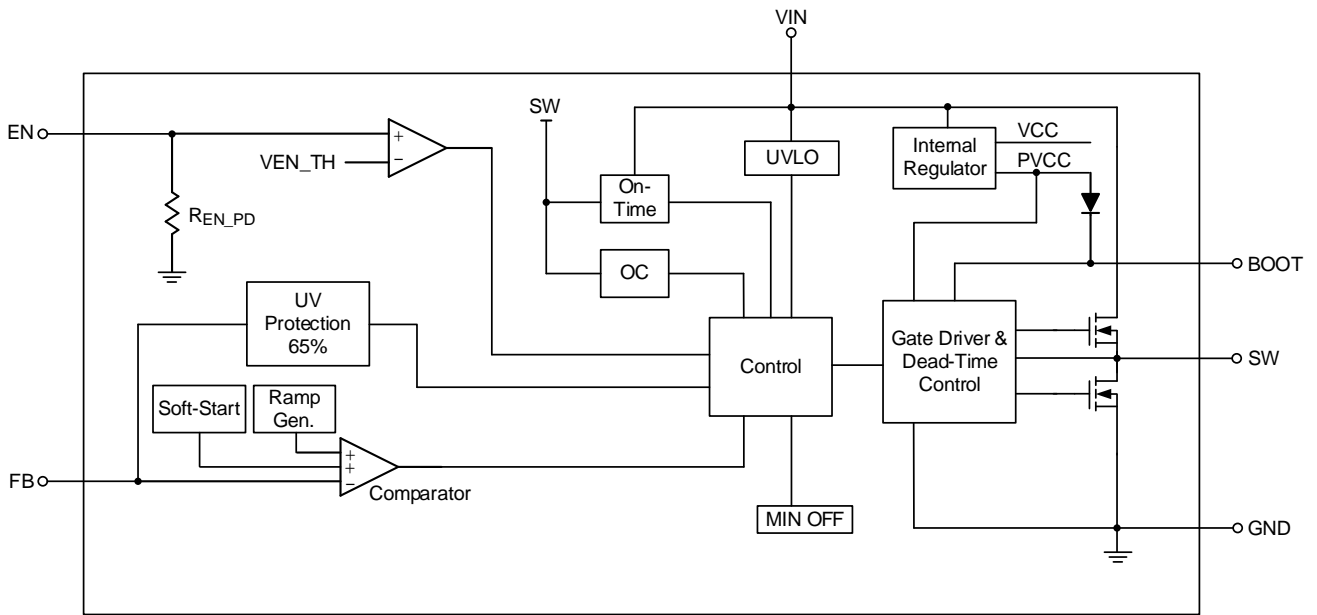 VIN
EN
VEN_TH
REN_PD
SW
On-
Time
OC
UVLO
Internal
Regulator
VCC
PVCC
BOOT
UV
Protection
65%
Soft-Start
Ramp
Gen.
FB
Comparator
Control
MIN OFF
Gate Driver &
Dead-Time
Control
SW
GND
+
−
+
+
−